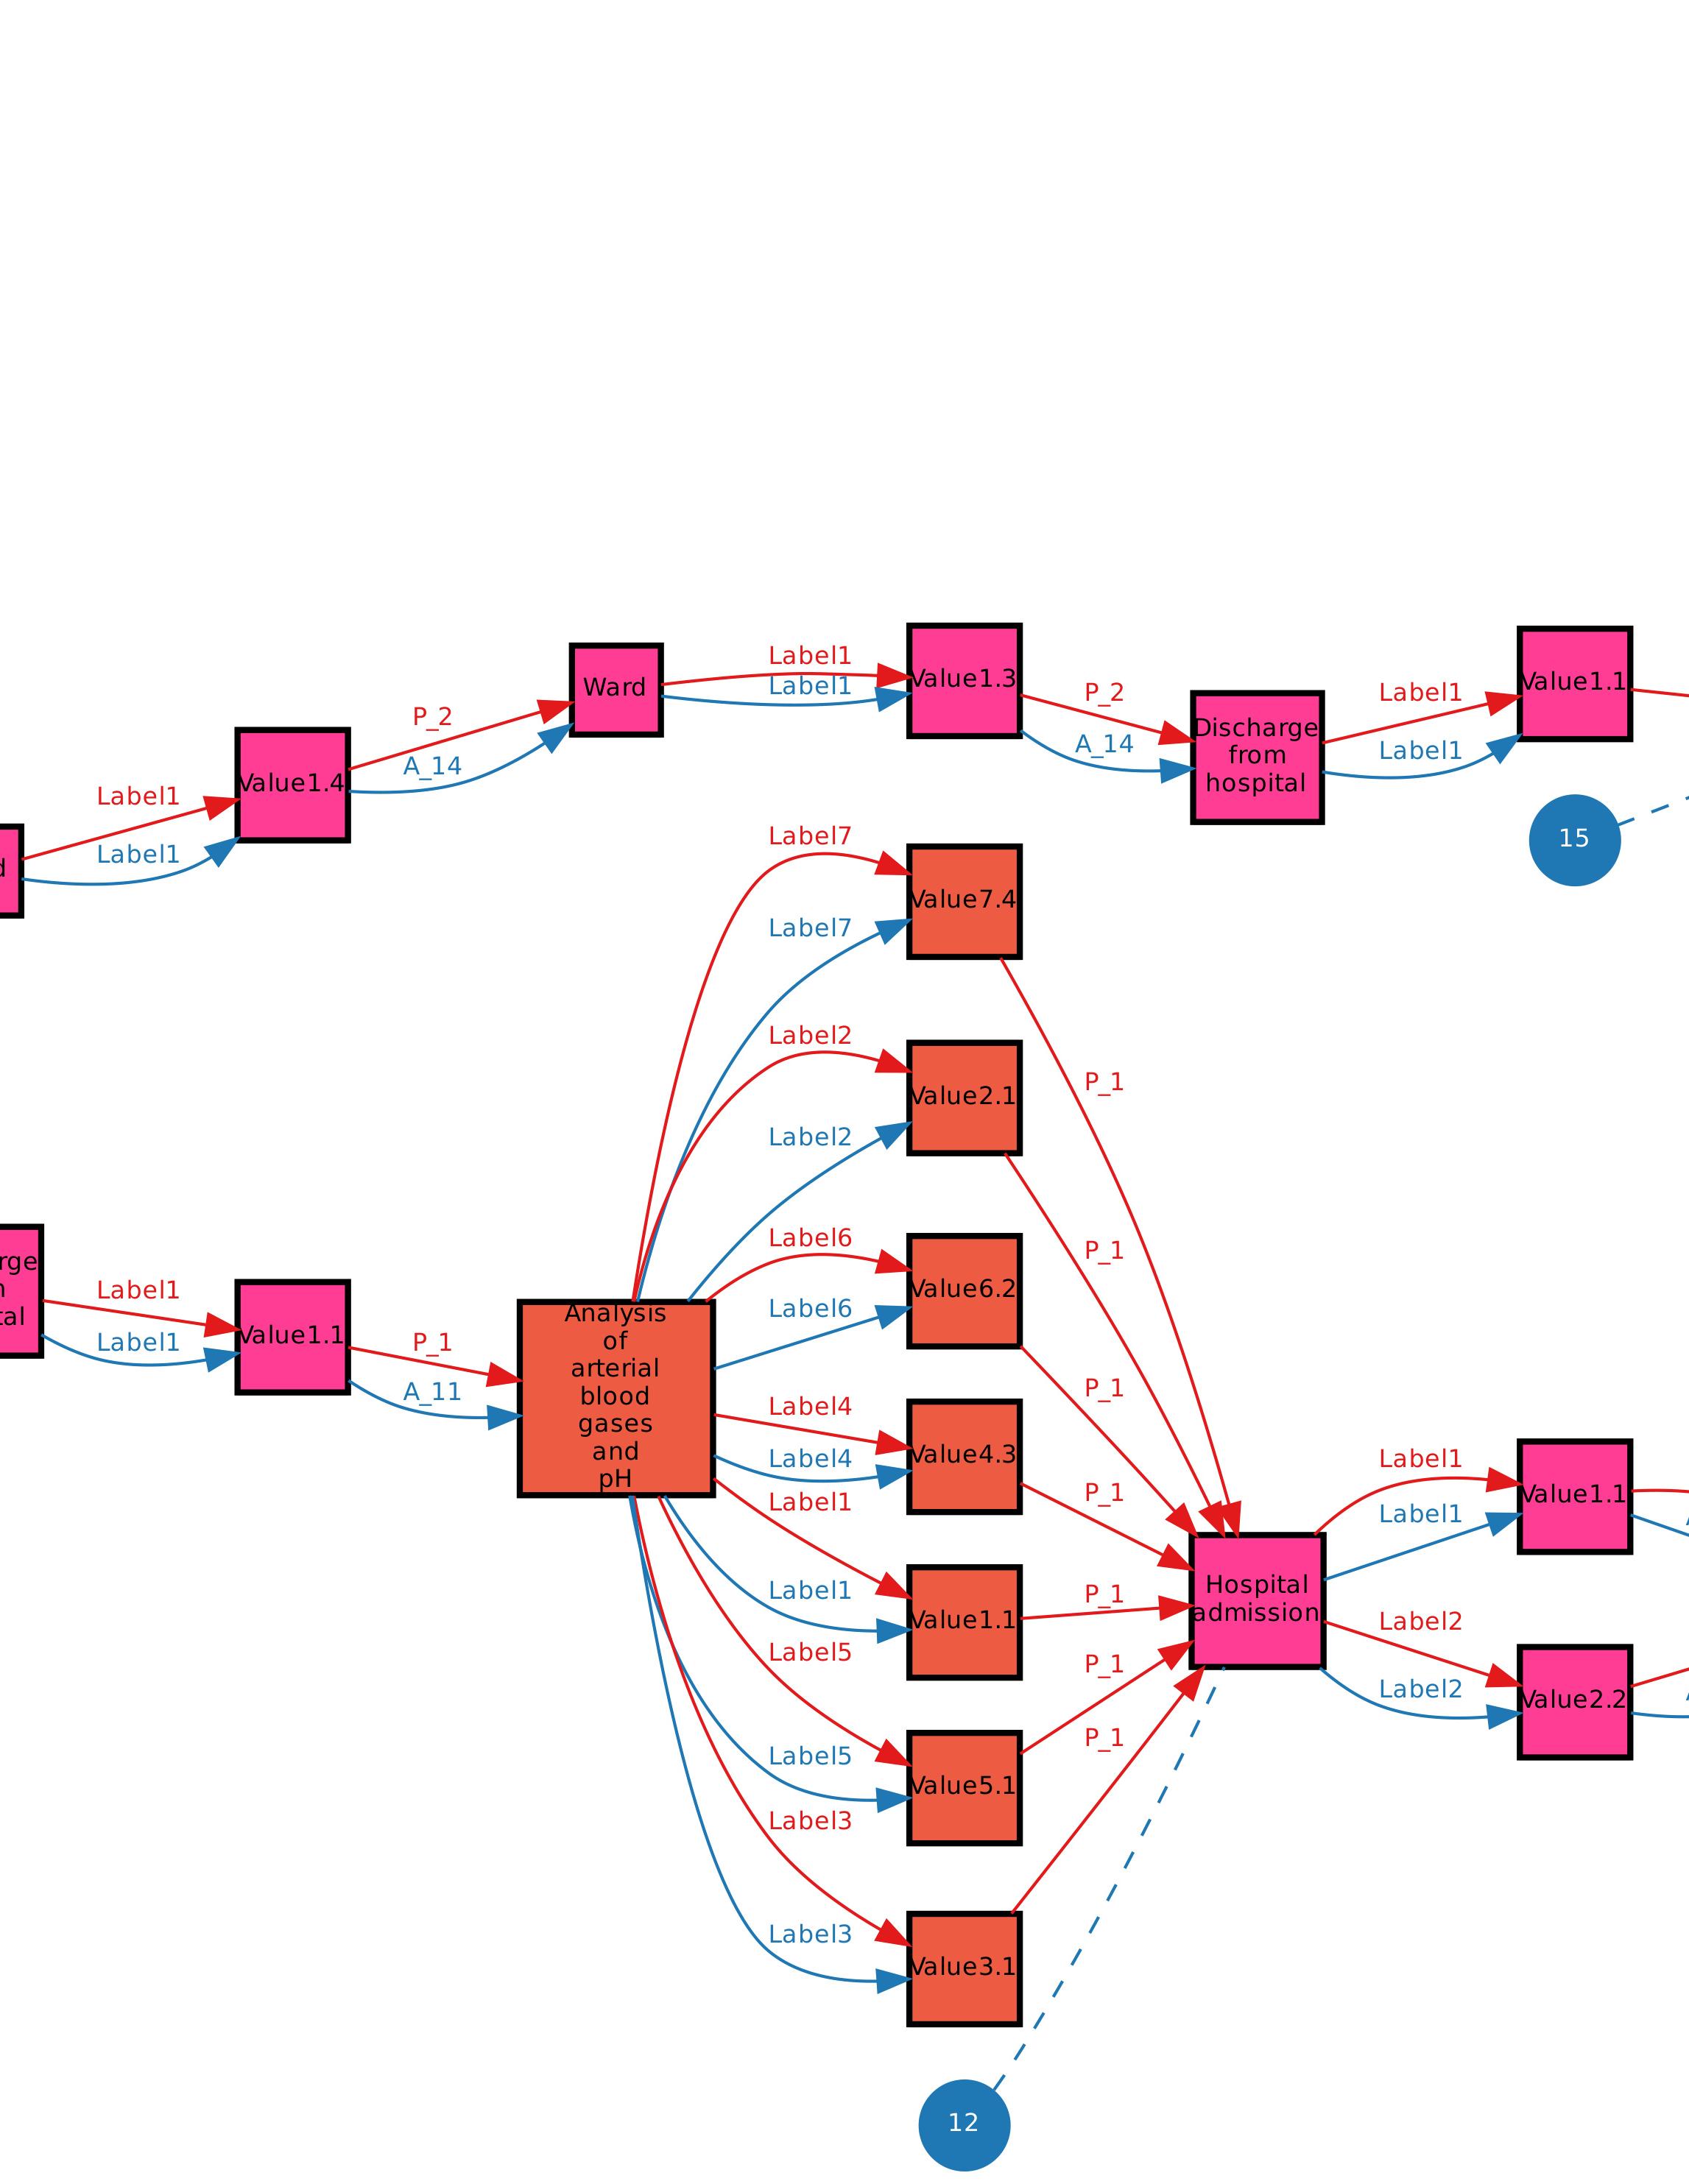 Label1
Label1
Value1.4
P_2
A_14
Ward
Label1
Label1
Value1.3
P_2
A_14
Discharge
from
hospital
Label1
Label1
Value1.1
15
Label7
Label7
Value7.4
P_1
Label2
Label2
Value2.1
P_1
Label1
Label1
Value1.1
P_1
A_11
Analysis
of
arterial
blood
gases
and
pH
Label6
Label6
Value6.2
P_1
Label4
Label4
Value4.3
P_1
Label1
Label1
Value1.1
P_1
Label5
Label5
Value5.1
P_1
Label3
Label3
Value3.1
P_1
Hospital
admission
Label1
Label1
Value1.1
Label2
Label2
Value2.2
12